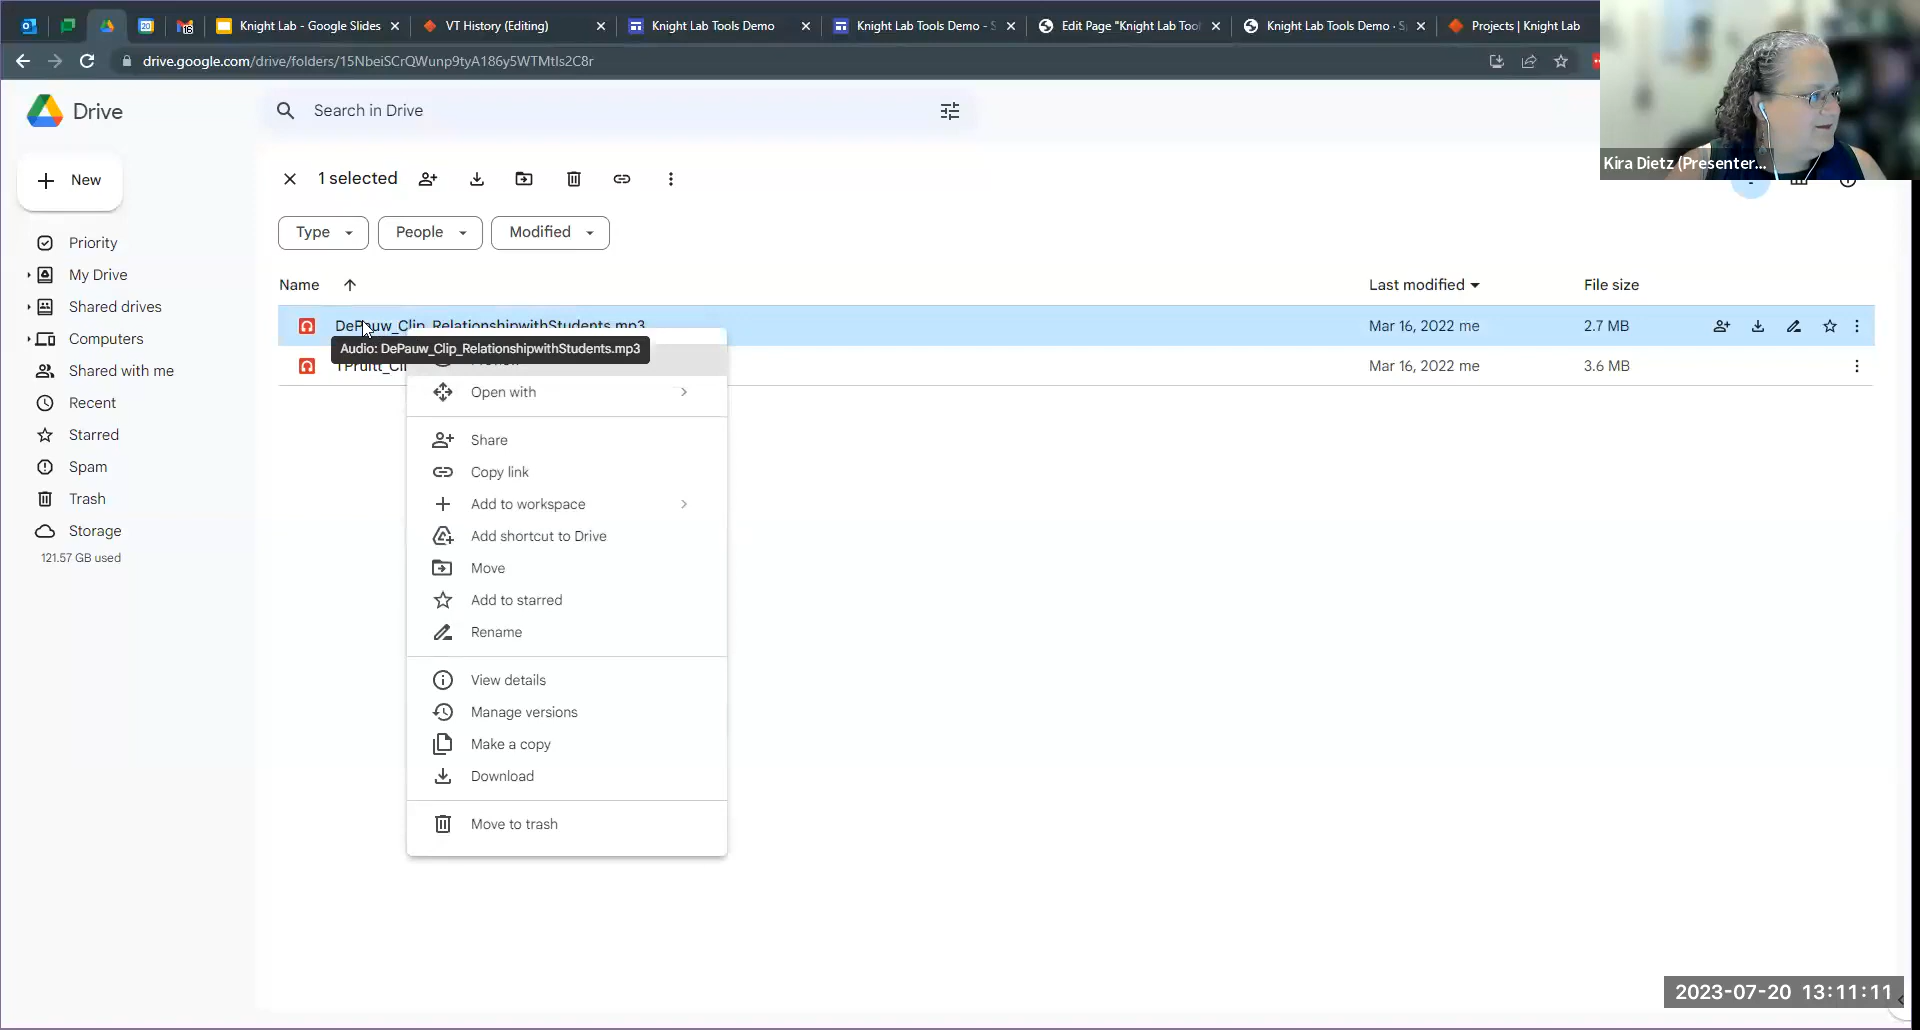 Knight Lab - Google Slides
VT History (Editing)
Knight Lab Tools Demo
Knight Lab Tools Demo - S
Edit Page "Knight Lab Tool
Knight Lab Tools Demo · S
Projects | Knight Lab
drive.google.com/drive/folders/15NbeiSCrQWunp9tyA186y5WTMtIs2C8r
Drive
Search in Drive
Kira Dietz (Presenter...
New
1 selected
Type
People
Modified
Priority
My Drive
Shared drives
Computers
Shared with me
Recent
Starred
Spam
Trash
Storage
121.57 GB used
Name
Last modified
File size
DePauw_Clip_RelationshipwithStudents.mp3
Mar 16, 2022 me
2.7 MB
Audio: DePauw_Clip_RelationshipwithStudents.mp3
TPruitt_Cli
Mar 16, 2022 me
3.6 MB
Open with
Share
Copy link
Add to workspace
Add shortcut to Drive
Move
Add to starred
Rename
View details
Manage versions
Make a copy
Download
Move to trash
2023-07-20 13:11:11